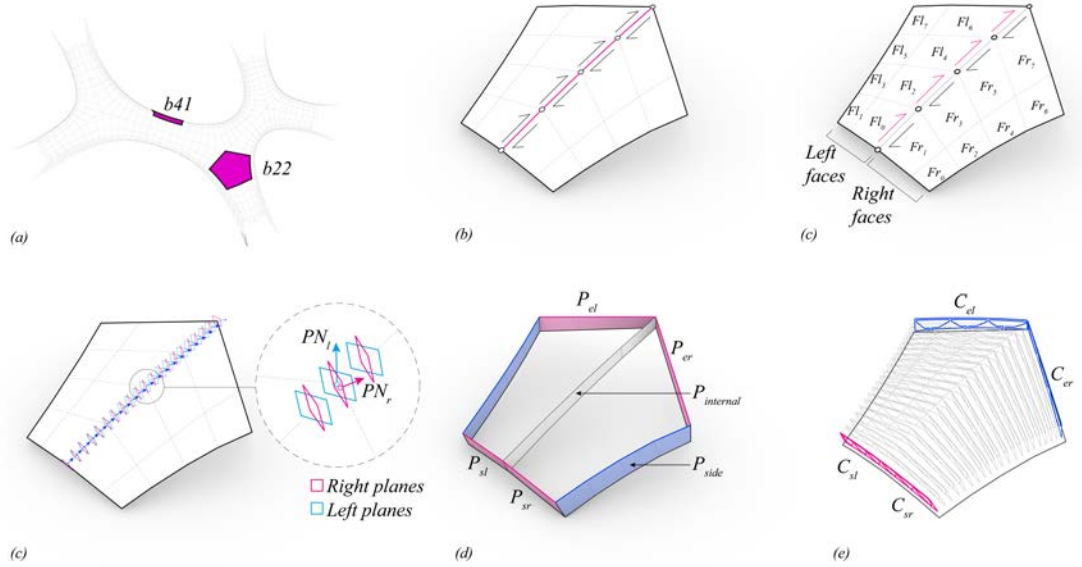 b41
b22
(a)
(b)
Fl7
Fl6
Fl5
Fl4
Fl3
Fl2
Fl1
Fl0
Fr7
Fr5
Fr6
Fr3
Fr4
Fr1
Fr2
Fr0
Left
faces
Right
faces
(c)
PNl
PNr
Right planes
Left planes
(c)
Pel
Per
Pinternal
Psl
Psr
Pside
(d)
Cel
Cer
Csl
Csr
(e)